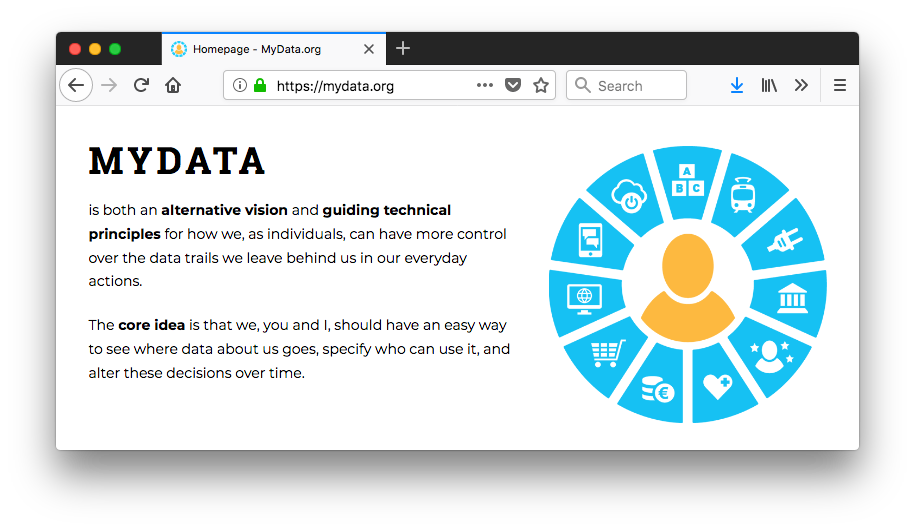 Homepage - MyData.org
https://mydata.org
Search
MYDATA
is both an alternative vision and guiding technical
principles for how we, as individuals, can have more control
over the data trails we leave behind us in our everyday
actions.
The core idea is that we, you and I, should have an easy way
to see where data about us goes, specify who can use it, and
alter these decisions over time.
A
B C
€